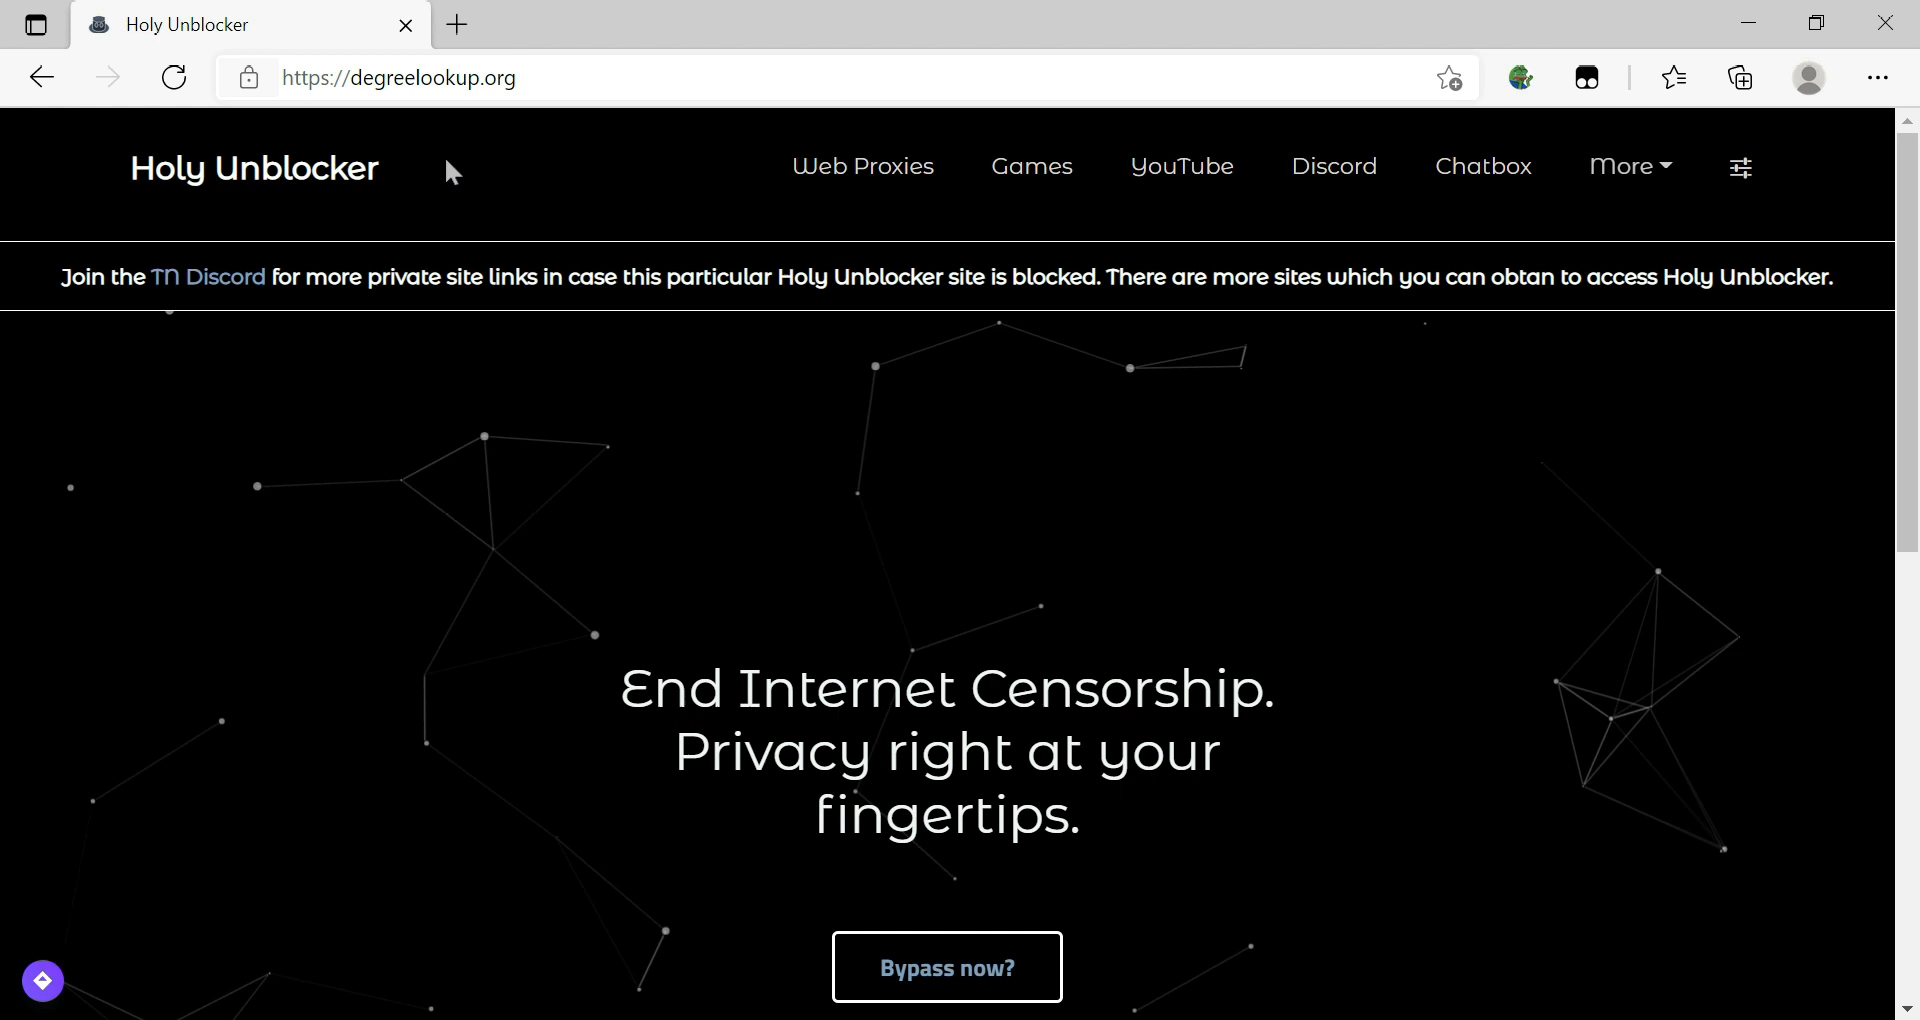 Holy Unblocker
https://degreelookup.org
Holy Unblocker Web Proxies Games YouTube Discord Chatbox More
Join the TN Discord for more private site links in case this particular Holy Unblocker site is blocked. There are more sites which you can obtan to access Holy Unblocker.
End Internet Censorship.
Privacy right at your
fingertips.
Bypass now?